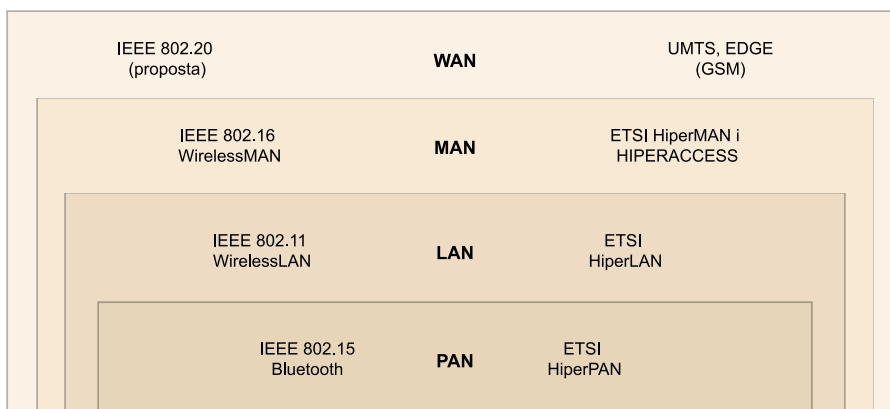 IEEE 802.20
(proposta)
WAN
UMTS, EDGE
(GSM)
IEEE 802.16
WirelessMAN
MAN
ETSI HiperMAN i
HIPERACCESS
IEEE 802.11
WirelessLAN
LAN
ETSI
HiperLAN
IEEE 802.15
Bluetooth
PAN
ETSI
HiperPAN